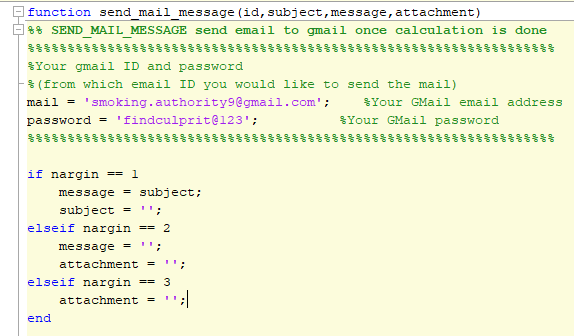 function send_mail_message(id,subject,message,attachment)
%% SEND_MAIL_MESSAGE send email to gmail once calculation is done
%%%%%%%%%%%%%%%%%%%%%%%%%%%%%%%%%%%%%%%%%%%%%%%%%%%%%%%%%%%%%%%%%%
%Your gmail ID and password
%(from which email ID you would like to send the mail)
mail = 'smoking.authority9@gmail.com';    %Your GMail email address
password = 'findculprit@123';          %Your GMail password
%%%%%%%%%%%%%%%%%%%%%%%%%%%%%%%%%%%%%%%%%%%%%%%%%%%%%%%%%%%%%%%%%%
if nargin == 1
    message = subject;
    subject = '';
elseif nargin == 2
    message = '';
    attachment = '';
elseif nargin == 3
    attachment = '';
end